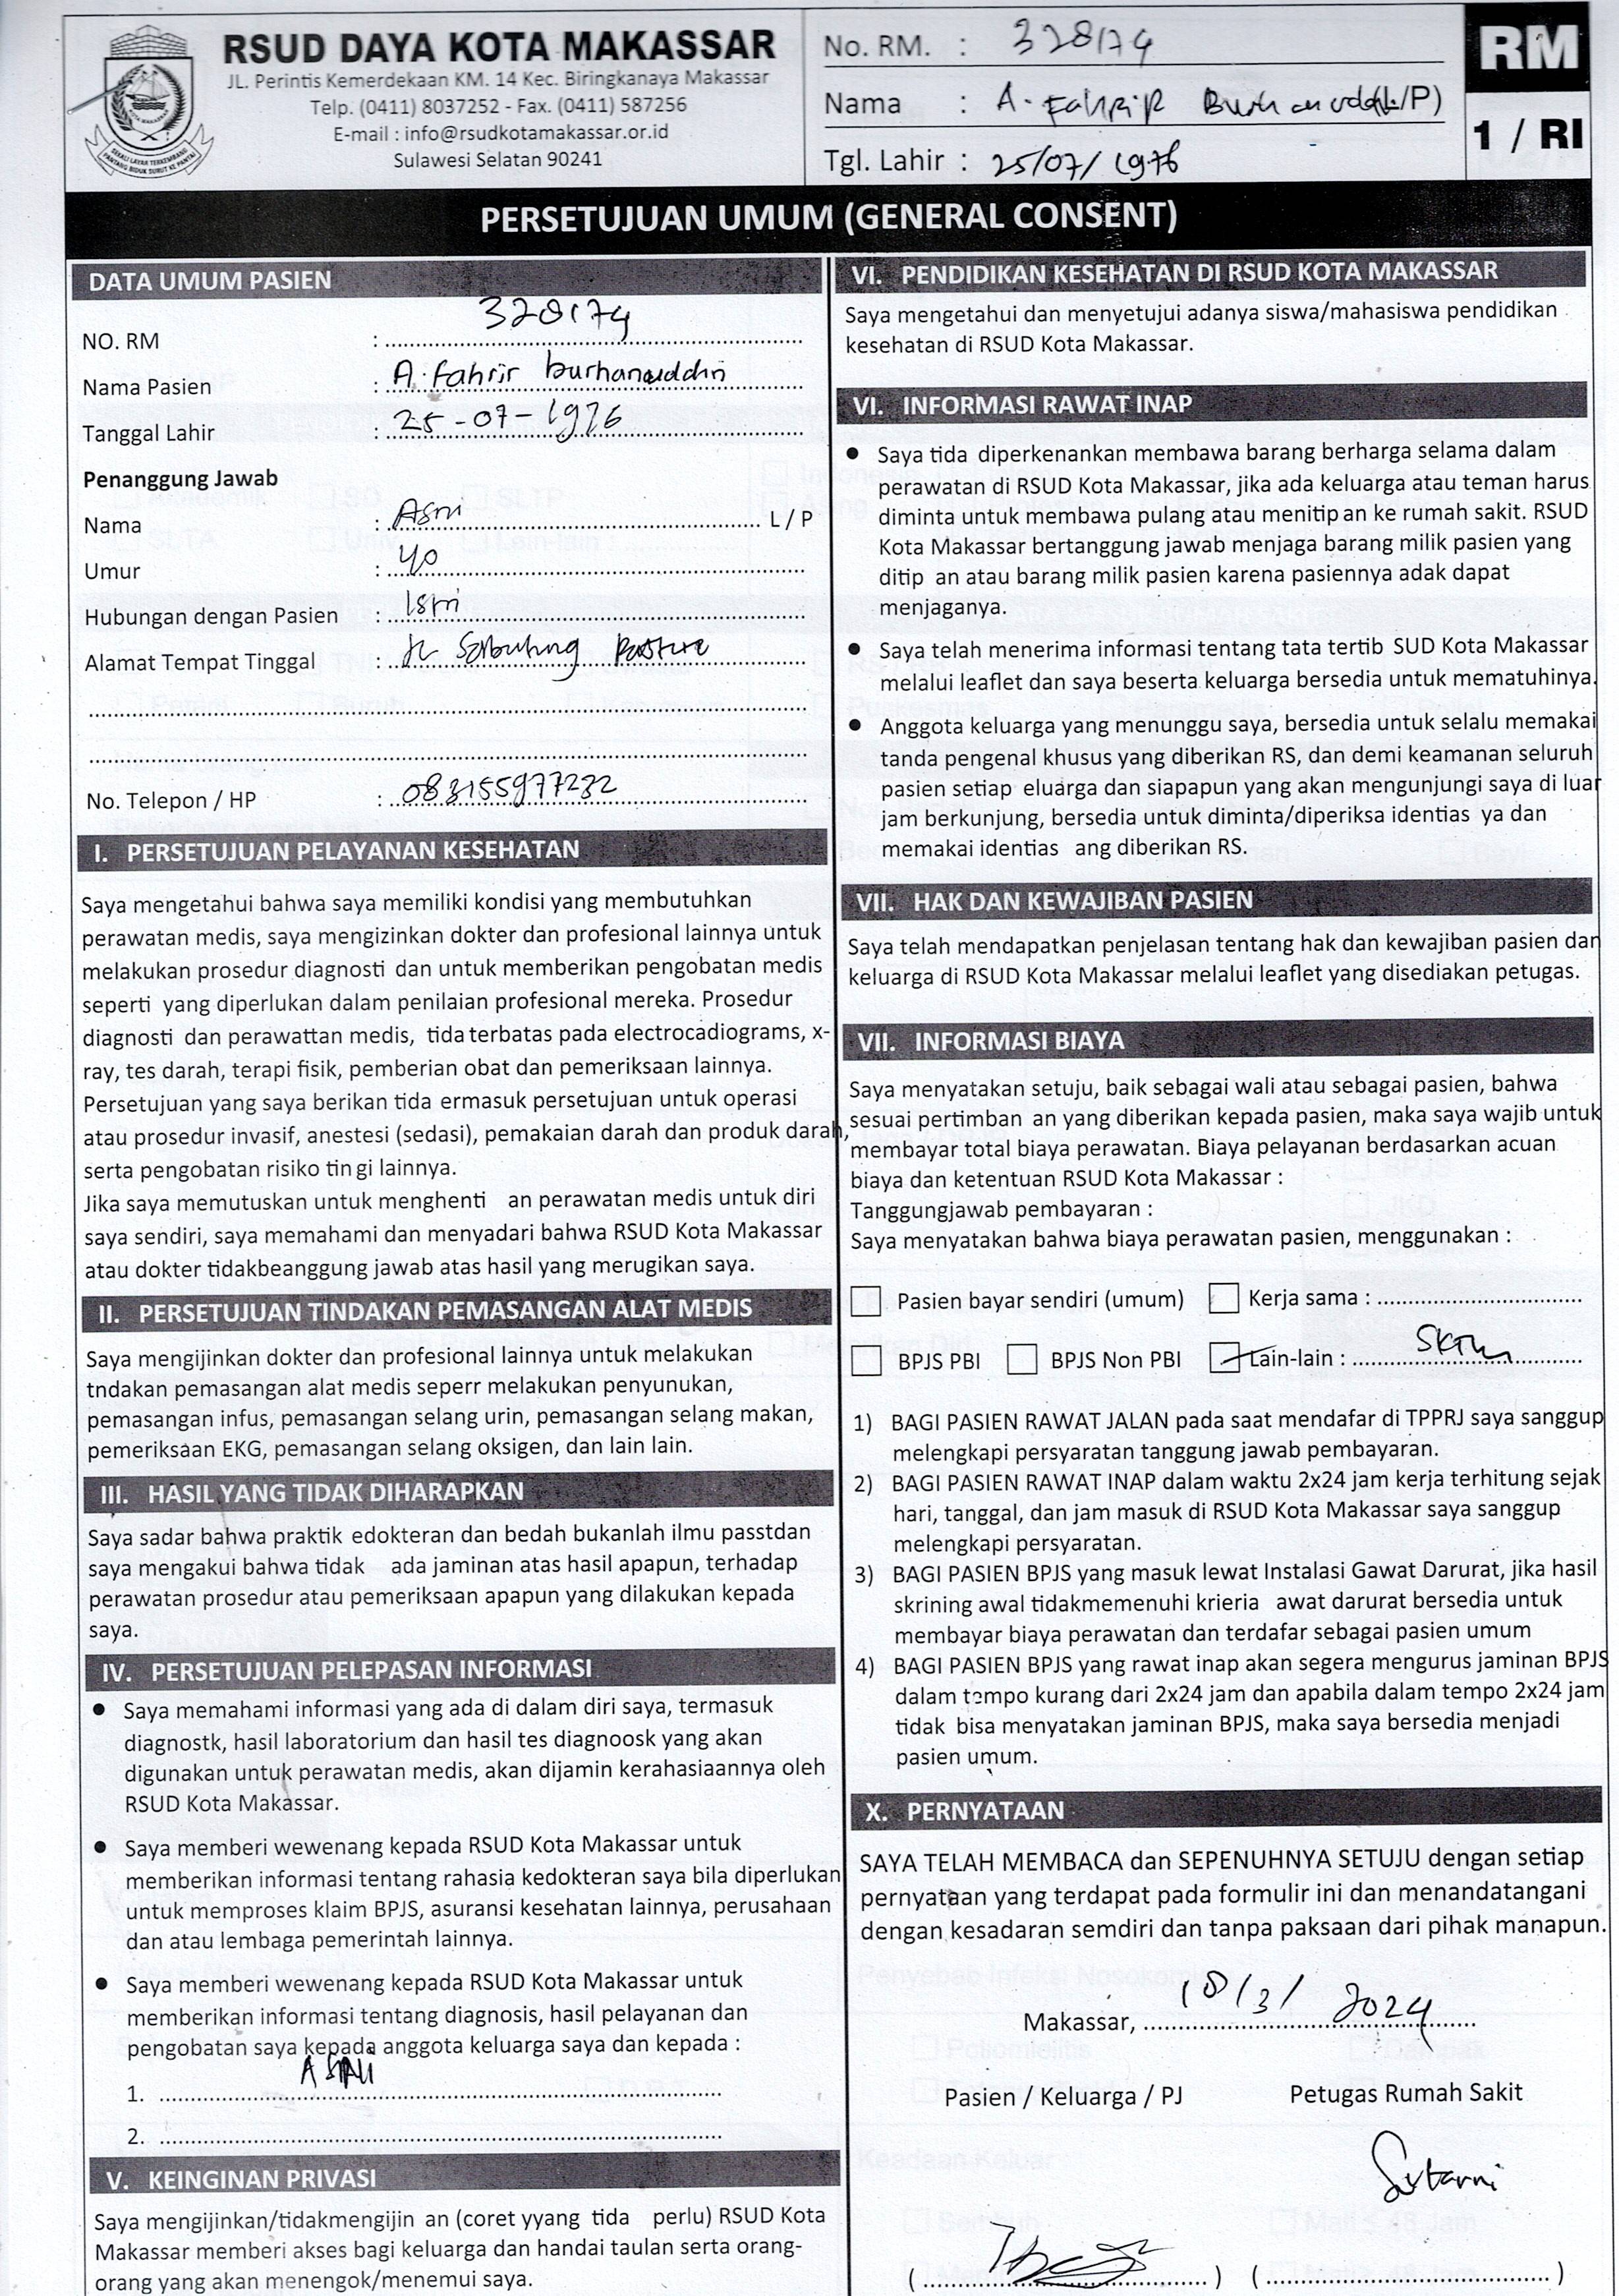 RSUD DAYA KOTA MAKASSAR
JL. Perintis Kemerdekaan KM. 14 Kec. Biringkanaya Makassar
Telp. (0411) 8037252 - Fax. (0411) 587256
E-mail : info@rsudkotamakassar.or.id
Sulawesi Selatan 90241
No. RM. : 328174
Nama : A. Fahrir Burhanuddin (L/P)
Tgl. Lahir : 25/07/1976
RM
1 / RI
PERSETUJUAN UMUM (GENERAL CONSENT)
DATA UMUM PASIEN
NO. RM : 328174
Nama Pasien : A. fahrir burhanuddin
Tanggal Lahir : 25-07-1976
Penanggung Jawab
Nama : Asni L / P
Umur : 40
Hubungan dengan Pasien : Istri
Alamat Tempat Tinggal :
No. Telepon / HP : 083155977232
I. PERSETUJUAN PELAYANAN KESEHATAN
Saya mengetahui bahwa saya memiliki kondisi yang membutuhkan
perawatan medis, saya mengizinkan dokter dan profesional lainnya untuk
melakukan prosedur diagnosti dan untuk memberikan pengobatan medis
seperti yang diperlukan dalam penilaian profesional mereka. Prosedur
diagnosti dan perawattan medis, tida terbatas pada electrocadiograms, x-
ray, tes darah, terapi fisik, pemberian obat dan pemeriksaan lainnya.
Persetujuan yang saya berikan tida ermasuk persetujuan untuk operasi
atau prosedur invasif, anestesi (sedasi), pemakaian darah dan produk darah,
serta pengobatan risiko tin gi lainnya.
Jika saya memutuskan untuk menghenti an perawatan medis untuk diri
saya sendiri, saya memahami dan menyadari bahwa RSUD Kota Makassar
atau dokter tidakbeanggung jawab atas hasil yang merugikan saya.
II. PERSETUJUAN TINDAKAN PEMASANGAN ALAT MEDIS
Saya mengijinkan dokter dan profesional lainnya untuk melakukan
tndakan pemasangan alat medis seperr melakukan penyunukan,
pemasangan infus, pemasangan selang urin, pemasangan selang makan,
pemeriksaan EKG, pemasangan selang oksigen, dan lain lain.
III. HASIL YANG TIDAK DIHARAPKAN
Saya sadar bahwa praktik edokteran dan bedah bukanlah ilmu passtdan
saya mengakui bahwa tidak ada jaminan atas hasil apapun, terhadap
perawatan prosedur atau pemeriksaan apapun yang dilakukan kepada
saya.
IV. PERSETUJUAN PELEPASAN INFORMASI
● Saya memahami informasi yang ada di dalam diri saya, termasuk
diagnostk, hasil laboratorium dan hasil tes diagnoosk yang akan
digunakan untuk perawatan medis, akan dijamin kerahasiaannya oleh
RSUD Kota Makassar.
● Saya memberi wewenang kepada RSUD Kota Makassar untuk
memberikan informasi tentang rahasia kedokteran saya bila diperlukan
untuk memproses klaim BPJS, asuransi kesehatan lainnya, perusahaan
dan atau lembaga pemerintah lainnya.
● Saya memberi wewenang kepada RSUD Kota Makassar untuk
memberikan informasi tentang diagnosis, hasil pelayanan dan
pengobatan saya kepada anggota keluarga saya dan kepada :
1.
2.
V. KEINGINAN PRIVASI
Saya mengijinkan/tidakmengijin an (coret yyang tida perlu) RSUD Kota
Makassar memberi akses bagi keluarga dan handai taulan serta orang-
orang yang akan menengok/menemui saya.
VI. PENDIDIKAN KESEHATAN DI RSUD KOTA MAKASSAR
Saya mengetahui dan menyetujui adanya siswa/mahasiswa pendidikan
kesehatan di RSUD Kota Makassar.
VI. INFORMASI RAWAT INAP
● Saya tida diperkenankan membawa barang berharga selama dalam
perawatan di RSUD Kota Makassar, jika ada keluarga atau teman harus
diminta untuk membawa pulang atau menitip an ke rumah sakit. RSUD
Kota Makassar bertanggung jawab menjaga barang milik pasien yang
ditip an atau barang milik pasien karena pasiennya adak dapat
menjaganya.
● Saya telah menerima informasi tentang tata tertib SUD Kota Makassar
melalui leaflet dan saya beserta keluarga bersedia untuk mematuhinya.
● Anggota keluarga yang menunggu saya, bersedia untuk selalu memakai
tanda pengenal khusus yang diberikan RS, dan demi keamanan seluruh
pasien setiap eluarga dan siapapun yang akan mengunjungi saya di luar
jam berkunjung, bersedia untuk diminta/diperiksa identias ya dan
memakai identias ang diberikan RS.
VII. HAK DAN KEWAJIBAN PASIEN
Saya telah mendapatkan penjelasan tentang hak dan kewajiban pasien dan
keluarga di RSUD Kota Makassar melalui leaflet yang disediakan petugas.
VII. INFORMASI BIAYA
Saya menyatakan setuju, baik sebagai wali atau sebagai pasien, bahwa
sesuai pertimban an yang diberikan kepada pasien, maka saya wajib untuk
membayar total biaya perawatan. Biaya pelayanan berdasarkan acuan
biaya dan ketentuan RSUD Kota Makassar :
Tanggungjawab pembayaran :
Saya menyatakan bahwa biaya perawatan pasien, menggunakan :
Pasien bayar sendiri (umum) Kerja sama :
BPJS PBI BPJS Non PBI Lain-lain : SKTM
1) BAGI PASIEN RAWAT JALAN pada saat mendafar di TPPRJ saya sanggup
melengkapi persyaratan tanggung jawab pembayaran.
2) BAGI PASIEN RAWAT INAP dalam waktu 2x24 jam kerja terhitung sejak
hari, tanggal, dan jam masuk di RSUD Kota Makassar saya sanggup
melengkapi persyaratan.
3) BAGI PASIEN BPJS yang masuk lewat Instalasi Gawat Darurat, jika hasil
skrining awal tidakmemenuhi krieria awat darurat bersedia untuk
membayar biaya perawatan dan terdafar sebagai pasien umum
4) BAGI PASIEN BPJS yang rawat inap akan segera mengurus jaminan BPJS
dalam tempo kurang dari 2x24 jam dan apabila dalam tempo 2x24 jam
tidak bisa menyatakan jaminan BPJS, maka saya bersedia menjadi
pasien umum.
X. PERNYATAAN
SAYA TELAH MEMBACA dan SEPENUHNYA SETUJU dengan setiap
pernyataan yang terdapat pada formulir ini dan menandatangani
dengan kesadaran semdiri dan tanpa paksaan dari pihak manapun.
Makassar, 18/3/2024
Pasien / Keluarga / PJ Petugas Rumah Sakit
Sutarni